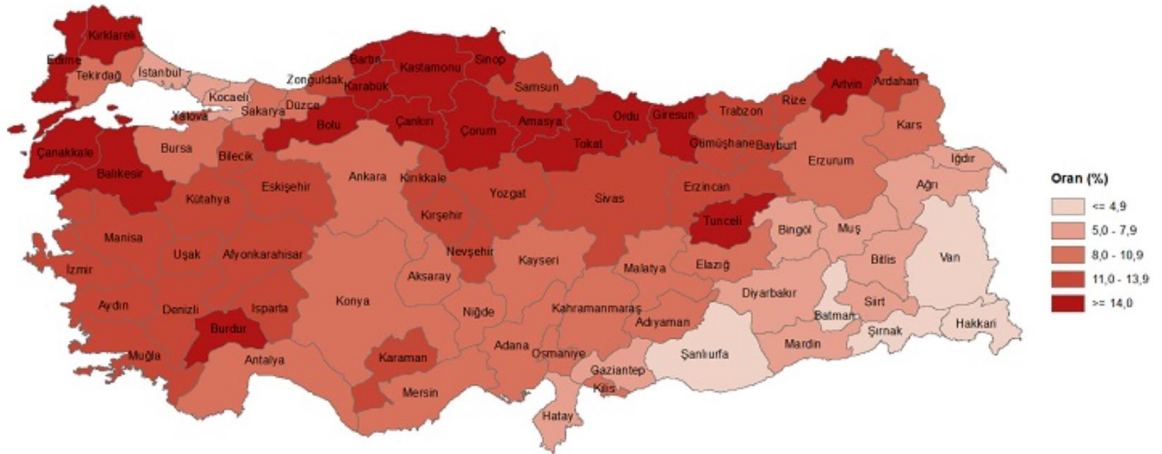 Kırklareli
Edirne
Tekirdağ
İstanbul
Kocaeli
Yalova
Sakarya
Düzce
Zonguldak
Bartın
Karabük
Kastamonu
Sinop
Samsun
Bolu
Çankırı
Çorum
Amasya
Ordu
Giresun
Tokat
Trabzon
Rize
Artvin
Ardahan
Kars
Gümüşhane
Bayburt
Erzurum
Iğdır
Ağrı
Çanakkale
Balıkesir
Bursa
Bilecik
Eskişehir
Ankara
Kırıkkale
Yozgat
Sivas
Erzincan
Tunceli
Bingöl
Muş
Bitlis
Van
Kütahya
Kırşehir
Nevşehir
Kayseri
Malatya
Elazığ
Manisa
Uşak
Afyonkarahisar
İzmir
Aydın
Denizli
Isparta
Burdur
Konya
Aksaray
Niğde
Kahramanmaraş
Adıyaman
Diyarbakır
Batman
Siirt
Şırnak
Hakkari
Mardin
Şanlıurfa
Muğla
Antalya
Karaman
Mersin
Adana
Osmaniye
Gaziantep
Kilis
Hatay
Oran (%)
<= 4,9
5,0 - 7,9
8,0 - 10,9
11,0 - 13,9
>= 14,0